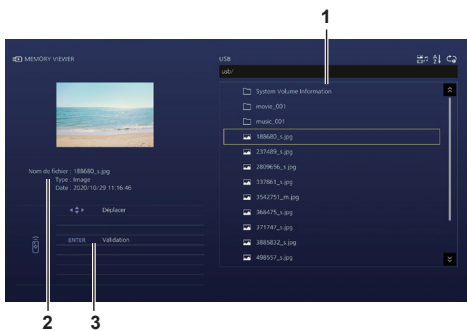 1
MEMORY VIEWER
USB
usb/
System Volume Information
movie_001
music_001
188680_s.jpg
237489_s.jpg
2809656_s.jpg
337861_s.jpg
3542751_m.jpg
368475_s.jpg
371747_s.jpg
3885832_s.jpg
498557_s.jpg
Nom de fichier : 188680_s.jpg
Type : Image
Date : 2020/10/29 11:16:46
Déplacer
ENTER Validation
2 3